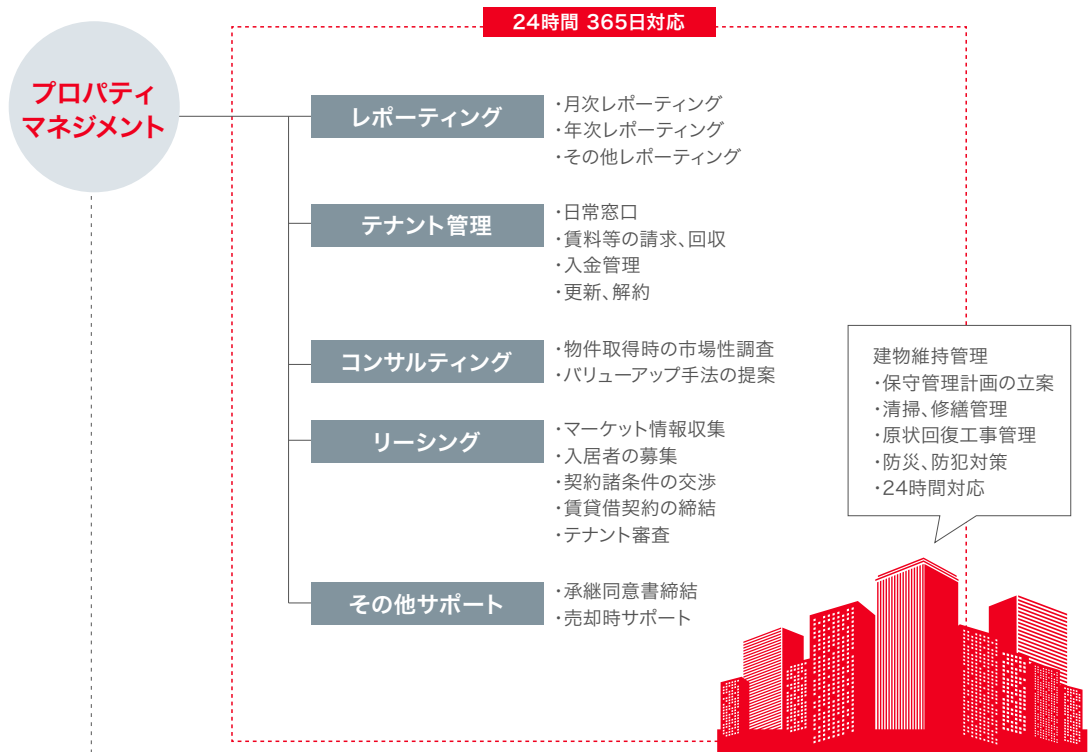 24時間 365日対応
プロパティ
マネジメント
レポーティング
・月次レポーティング
・年次レポーティング
・その他レポーティング
テナント管理
・日常窓口
・賃料等の請求、回収
・入金管理
・更新、解約
コンサルティング
・物件取得時の市場性調査
・バリューアップ手法の提案
リーシング
・マーケット情報収集
・入居者の募集
・契約諸条件の交渉
・賃貸借契約の締結
・テナント審査
その他サポート
・承継同意書締結
・売却時サポート
建物維持管理
・保守管理計画の立案
・清掃、修繕管理
・原状回復工事管理
・防災、防犯対策
・24時間対応